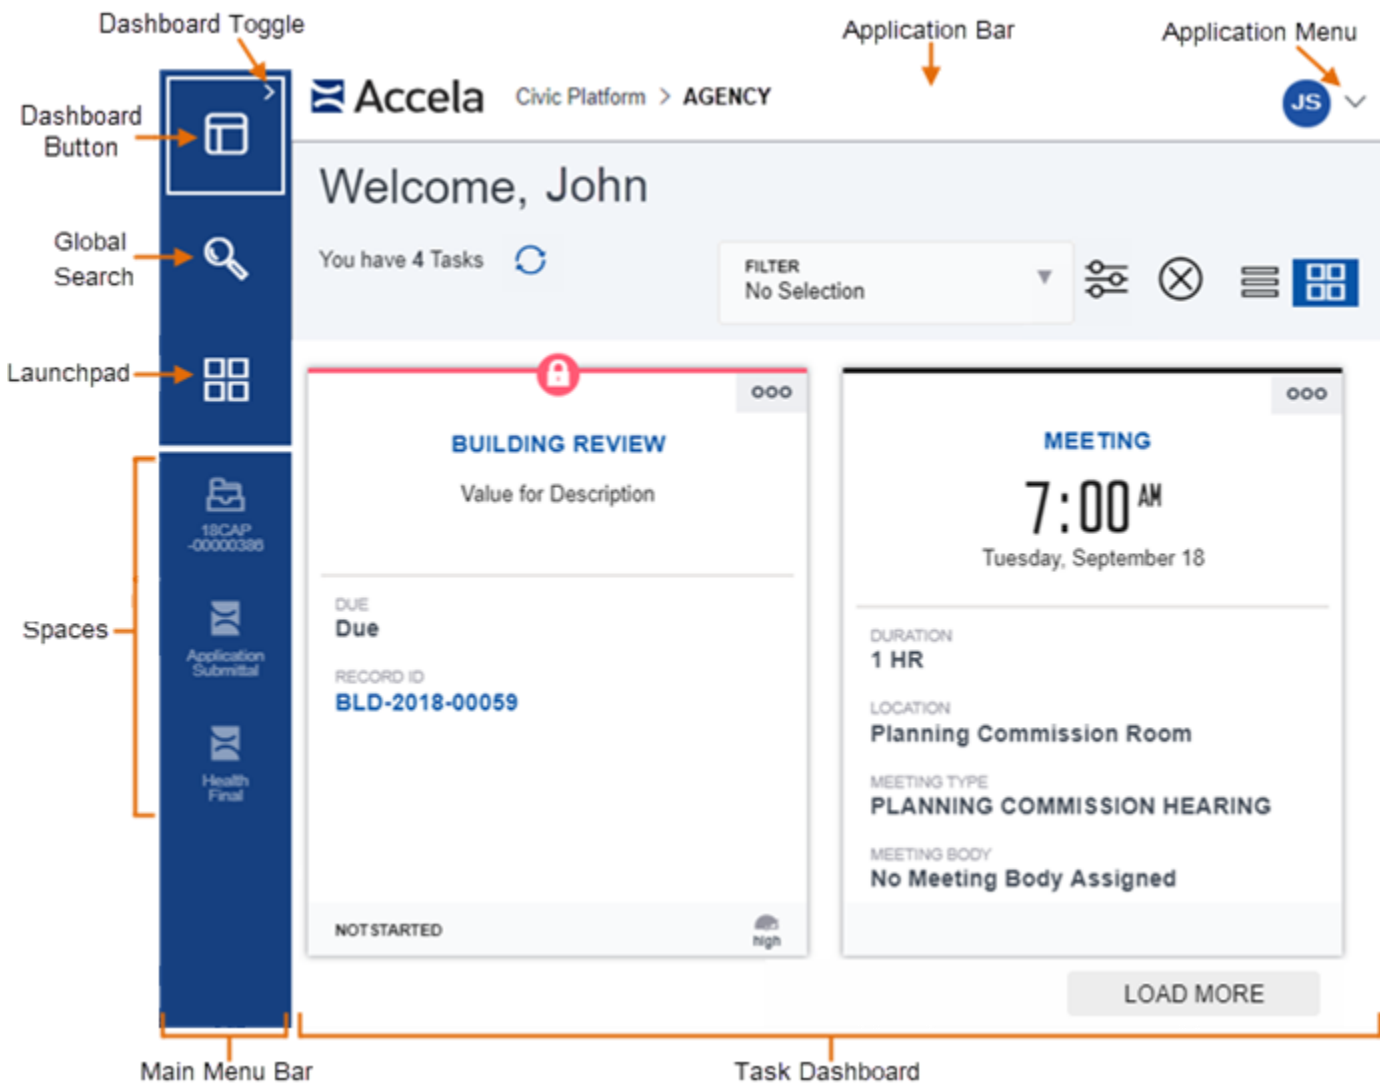 Dashboard Toggle
Application Bar
Application Menu
Dashboard
Button
Global
Search
Launchpad
Spaces
18CAP
-00000386
Application
Submittal
Health
Final
Accela
Civic Platform > AGENCY
JS
Welcome, John
You have 4 Tasks
FILTER
No Selection
BUILDING REVIEW
Value for Description
DUE
Due
RECORD ID
BLD-2018-00059
NOT STARTED
high
MEETING
7:00 AM
Tuesday, September 18
DURATION
1 HR
LOCATION
Planning Commission Room
MEETING TYPE
PLANNING COMMISSION HEARING
MEETING BODY
No Meeting Body Assigned
LOAD MORE
Main Menu Bar
Task Dashboard